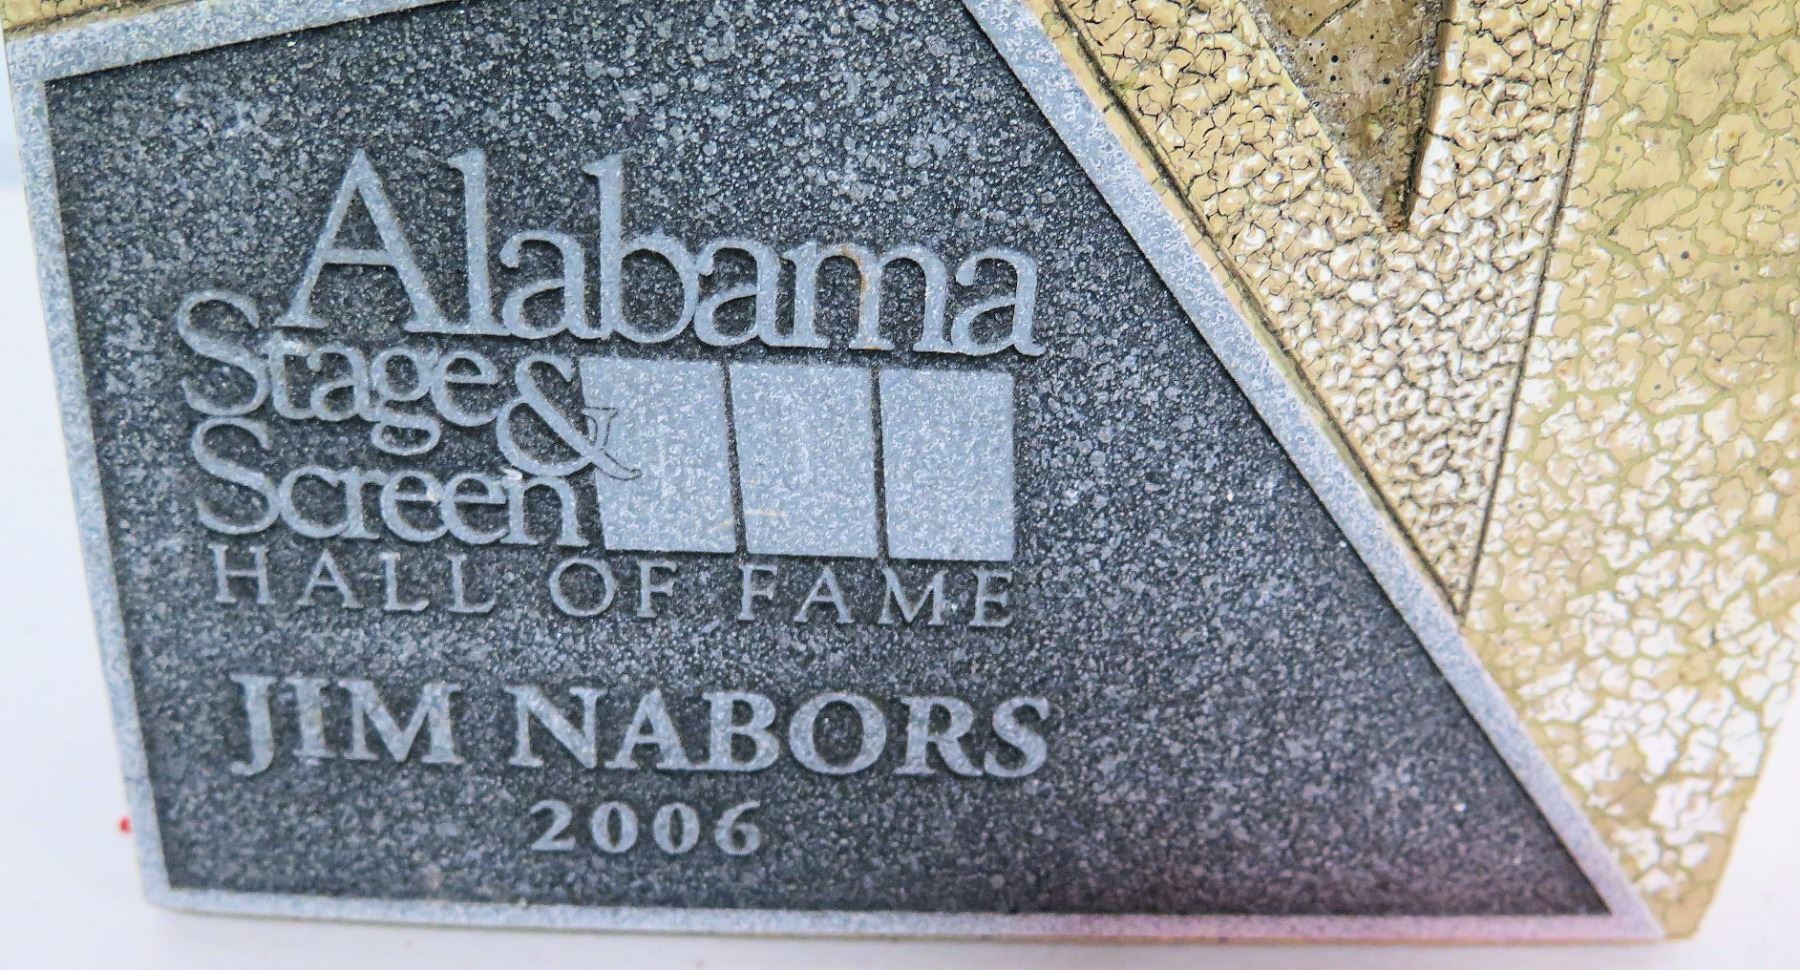 Alabama
Stage &
Screen
HALL OF FAME
JIM NABORS
2006